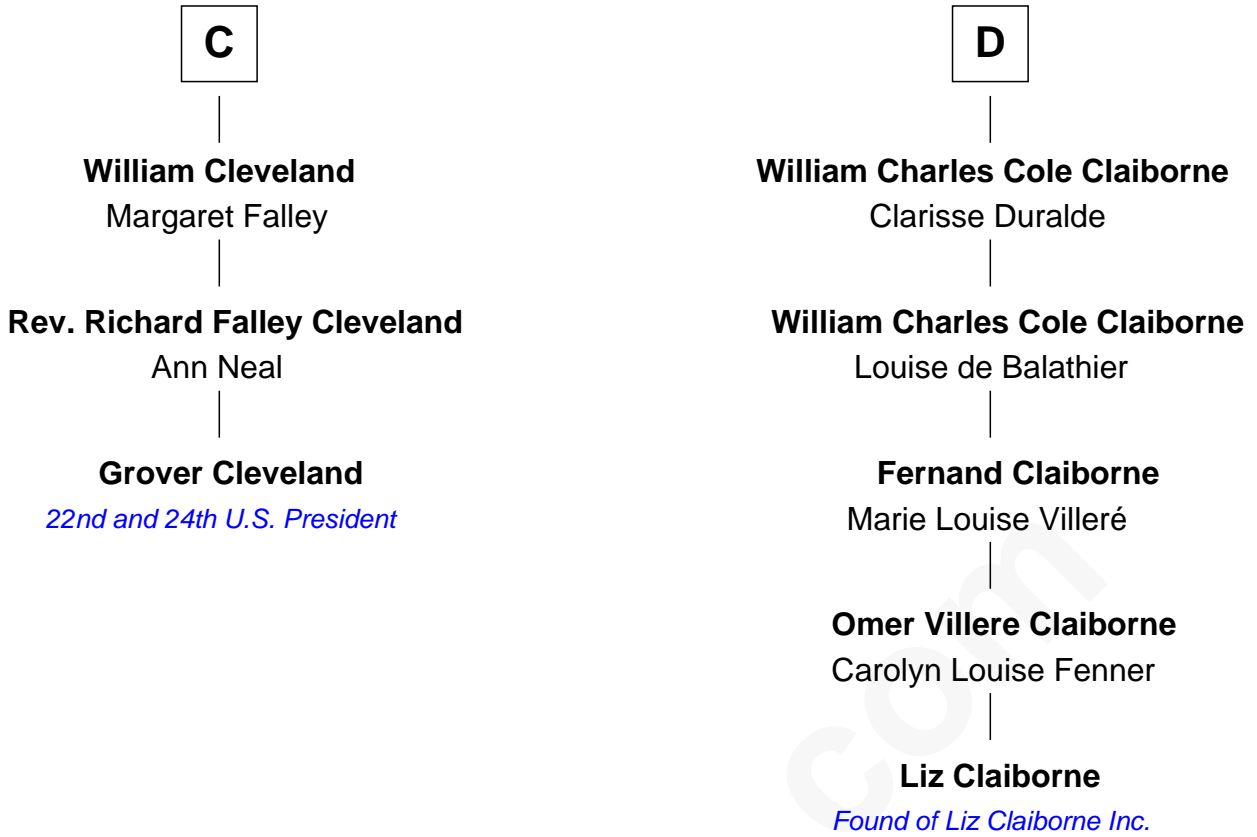 C
William Cleveland
Margaret Falley
Rev. Richard Falley Cleveland
Ann Neal
Grover Cleveland
22nd and 24th U.S. President
D
William Charles Cole Claiborne
Clarisse Duralde
William Charles Cole Claiborne
Louise de Balathier
Fernand Claiborne
Marie Louise Villeré
Omer Villere Claiborne
Carolyn Louise Fenner
Liz Claiborne
Found of Liz Claiborne Inc.
com